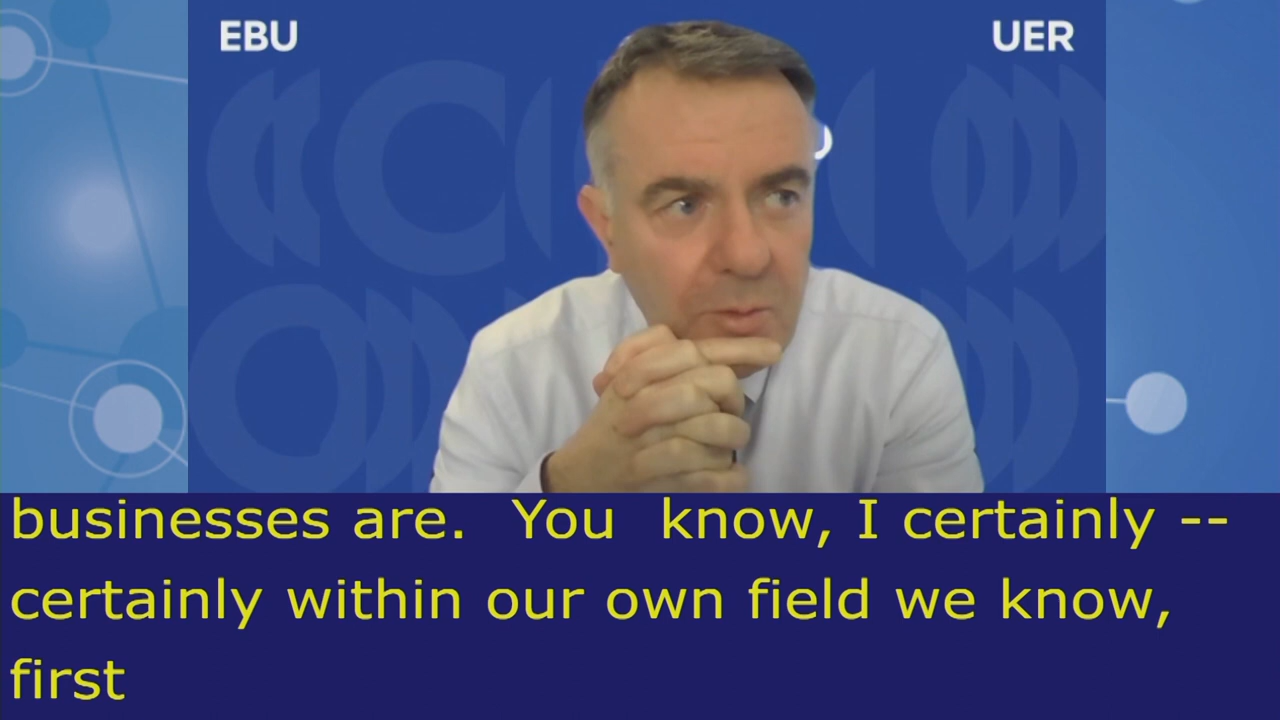 EBU
UER
businesses are.  You  know, I certainly --
certainly within our own field we know,
first